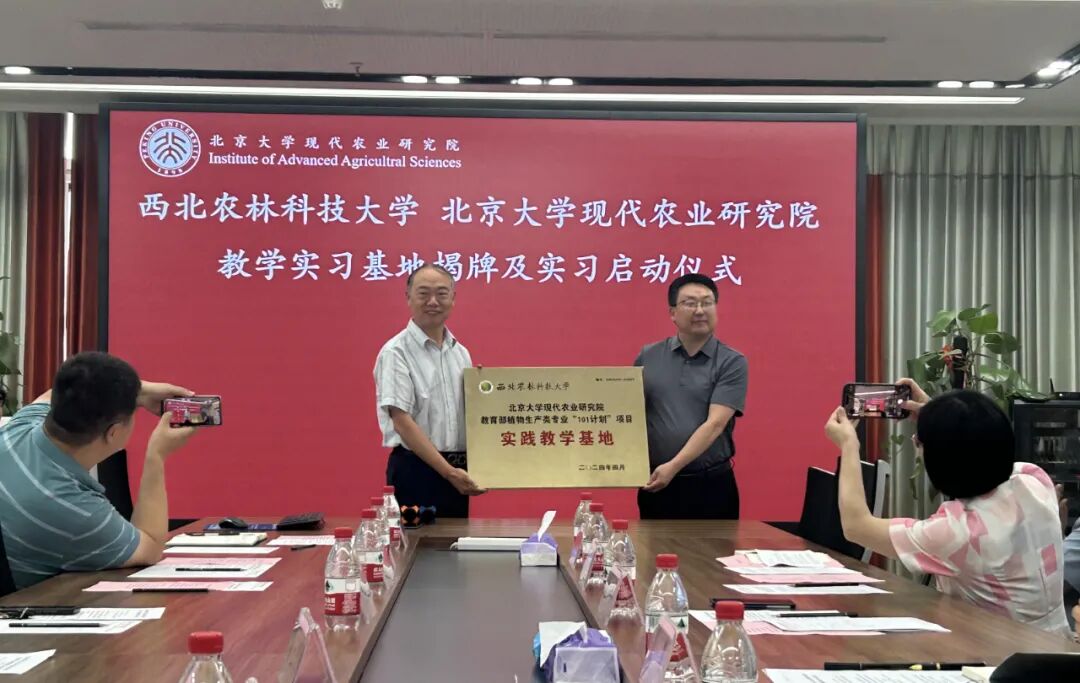 PEKING UNIVERSITY
1898
北京大学现代农业研究院
Institute of Advanced Agricultral Sciences
西北农林科技大学 北京大学现代农业研究院
教学实习基地揭牌及实习启动仪式
西北农林科技大学
北京大学现代农业研究院
教育部植物生产类专业“101计划”项目
实践教学基地
二〇二四年四月